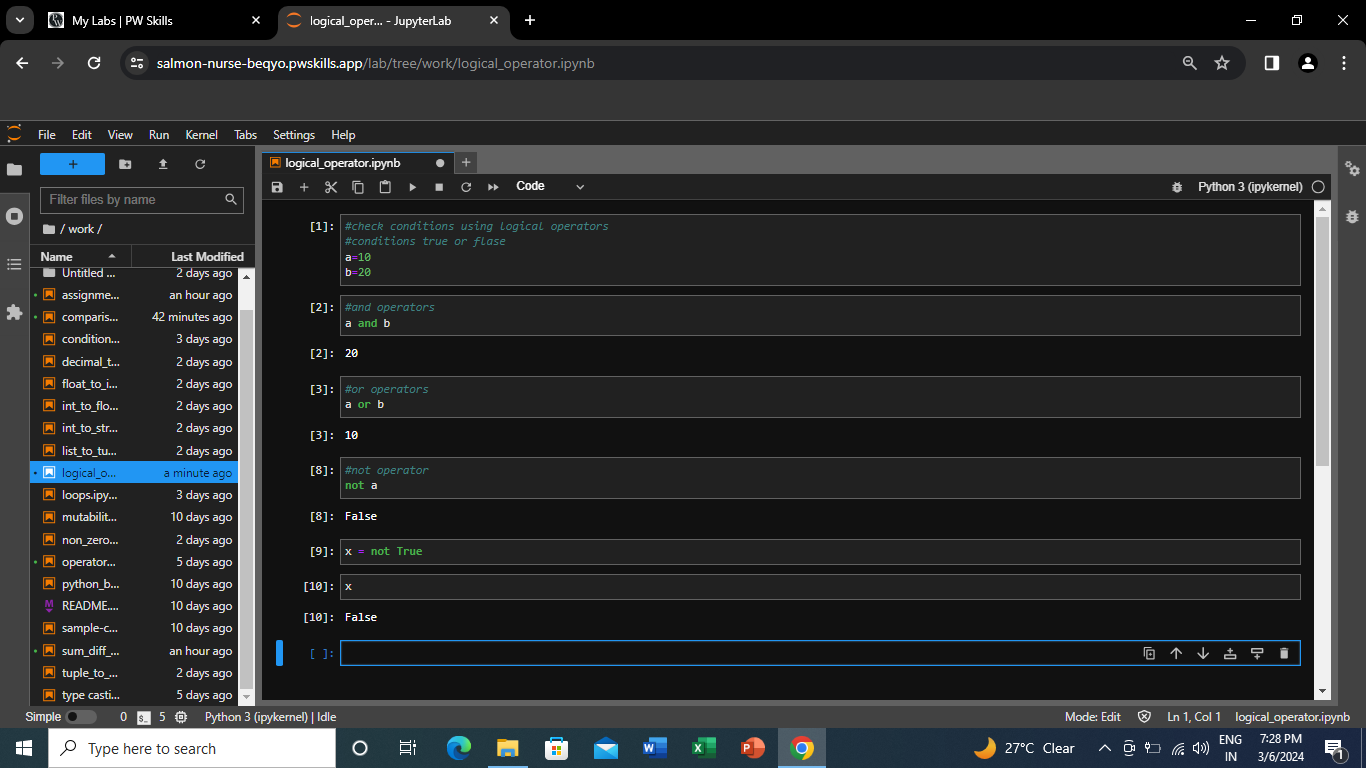 My Labs | PW Skills
logical_oper... - JupyterLab
salmon-nurse-beqyo.pwskills.app/lab/tree/work/logical_operator.ipynb
File Edit View Run Kernel Tabs Settings Help
Filter files by name
/ work /
Name Last Modified
Untitled ... 2 days ago
assignme... an hour ago
comparis... 42 minutes ago
condition... 3 days ago
decimal_t... 2 days ago
float_to_i... 2 days ago
int_to_flo... 2 days ago
int_to_str... 2 days ago
list_to_tu... 2 days ago
logical_o... a minute ago
loops.ipy... 3 days ago
mutabilit... 10 days ago
non_zero... 2 days ago
operator... 5 days ago
python_b... 10 days ago
M README.... 10 days ago
sample-c... 10 days ago
sum_diff_... an hour ago
tuple_to_... 2 days ago
type casti... 5 days ago
logical_operator.ipynb
Code
Python 3 (ipykernel)
[1]: #check conditions using logical operators
#conditions true or flase
a=10
b=20
[2]: #and operators
a and b
[2]: 20
[3]: #or operators
a or b
[3]: 10
[8]: #not operator
not a
[8]: False
[9]: x = not True
[10]: x
[10]: False
[ ]:
Simple 0 $_ 5 Python 3 (ipykernel) | Idle
Mode: Edit Ln 1, Col 1 logical_operator.ipynb
Type here to search
27°C Clear
ENG
IN
7:28 PM
3/6/2024
1